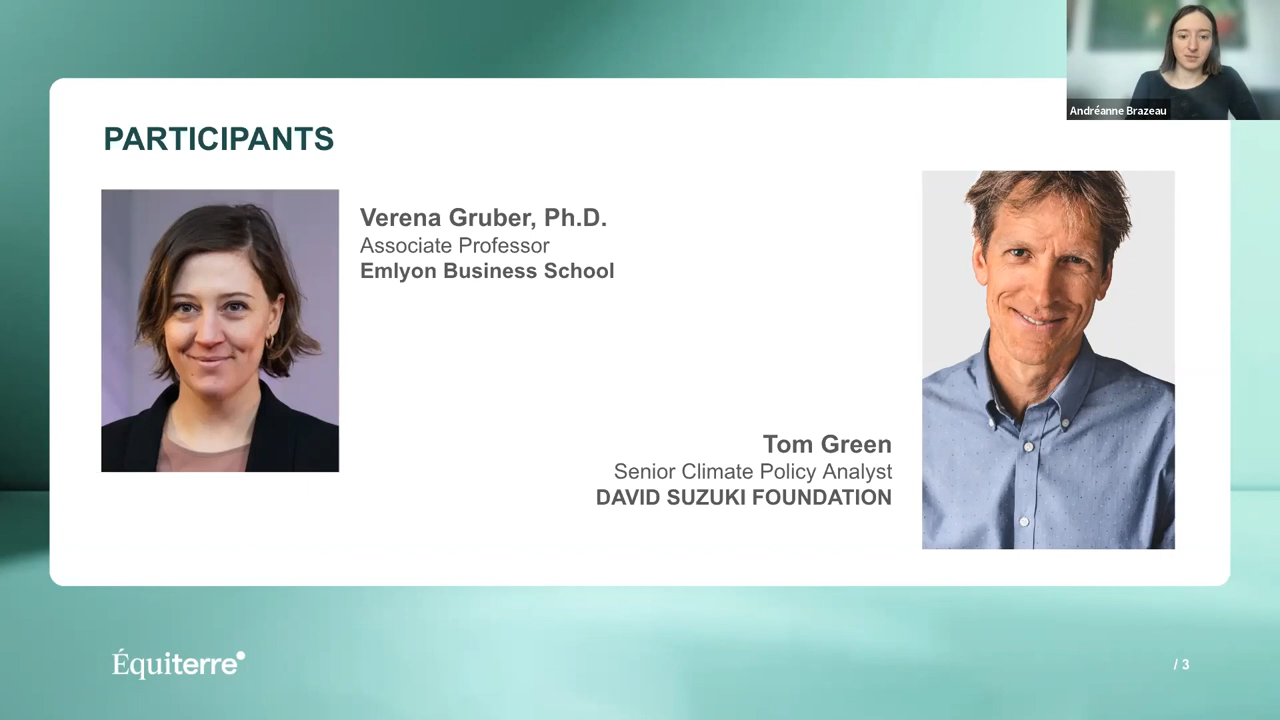 Andréanne Brazeau
PARTICIPANTS
Verena Gruber, Ph.D.
Associate Professor
Emlyon Business School
Tom Green
Senior Climate Policy Analyst
DAVID SUZUKI FOUNDATION
Équiterre
/ 3